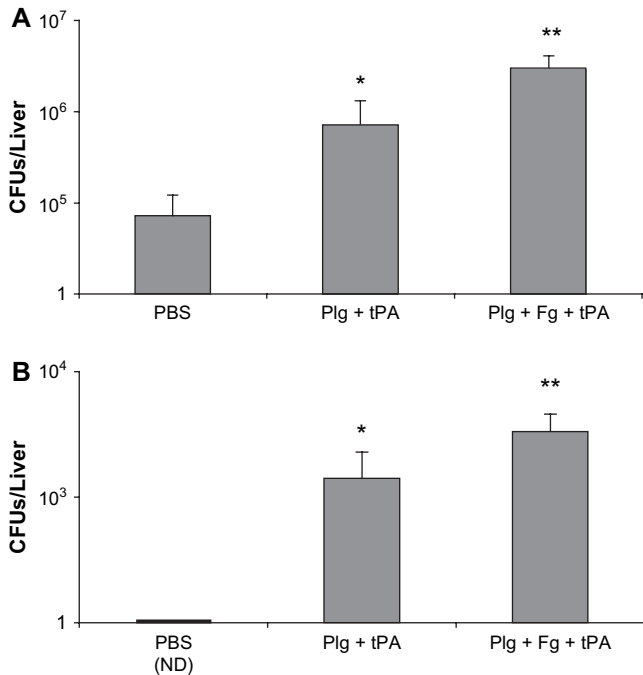 A
CFUs/Liver
10⁷
10⁶
10⁵
1
*
**
PBS
Plg + tPA
Plg + Fg + tPA
B
CFUs/Liver
10⁴
10³
1
*
**
PBS
(ND)
Plg + tPA
Plg + Fg + tPA